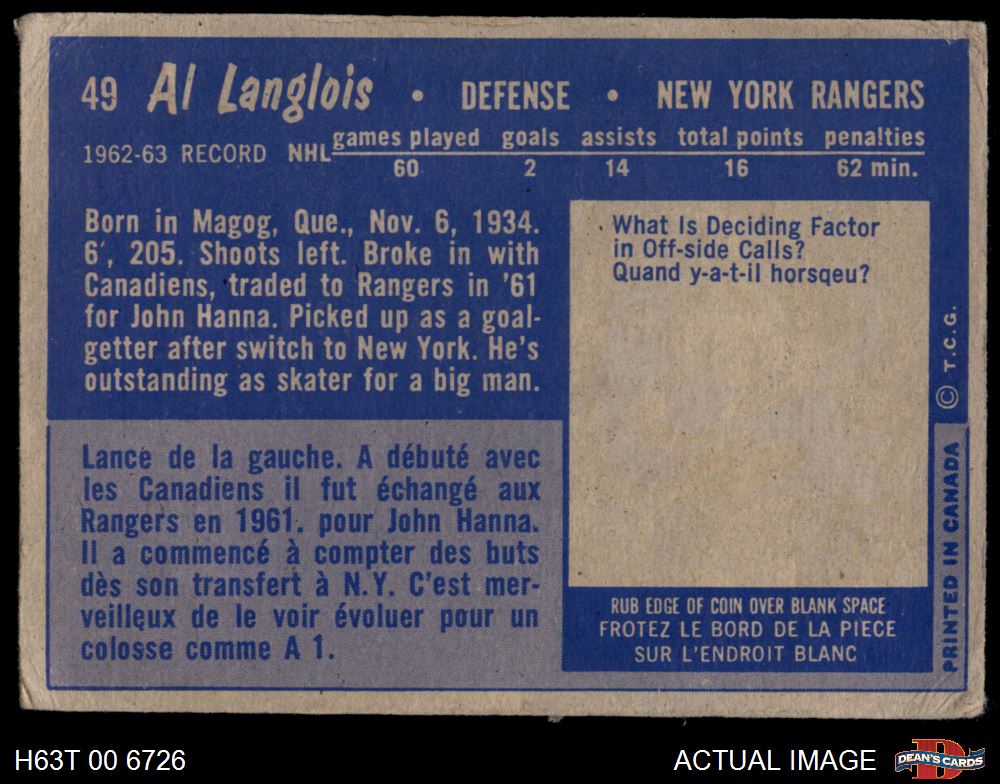 49 Al Langlois • DEFENSE • NEW YORK RANGERS
games played goals assists total points penalties
1962-63 RECORD NHL 60 2 14 16 62 min.
Born in Magog, Que., Nov. 6, 1934.
6', 205. Shoots left. Broke in with
Canadiens, traded to Rangers in '61
for John Hanna. Picked up as a goal-
getter after switch to New York. He's
outstanding as skater for a big man.
Lance de la gauche. A débuté avec
les Canadiens il fut échangé aux
Rangers en 1961. pour John Hanna.
Il a commencé à compter des buts
dès son transfert à N.Y. C'est mer-
veilleux de le voir évoluer pour un
colosse comme A 1.
What Is Deciding Factor
in Off-side Calls?
Quand y-a-t-il horsqeu?
RUB EDGE OF COIN OVER BLANK SPACE
FROTEZ LE BORD DE LA PIECE
SUR L'ENDROIT BLANC
© T.C.G.
PRINTED IN CANADA
H63T 00 6726
ACTUAL IMAGE
D
DEAN'S CARDS